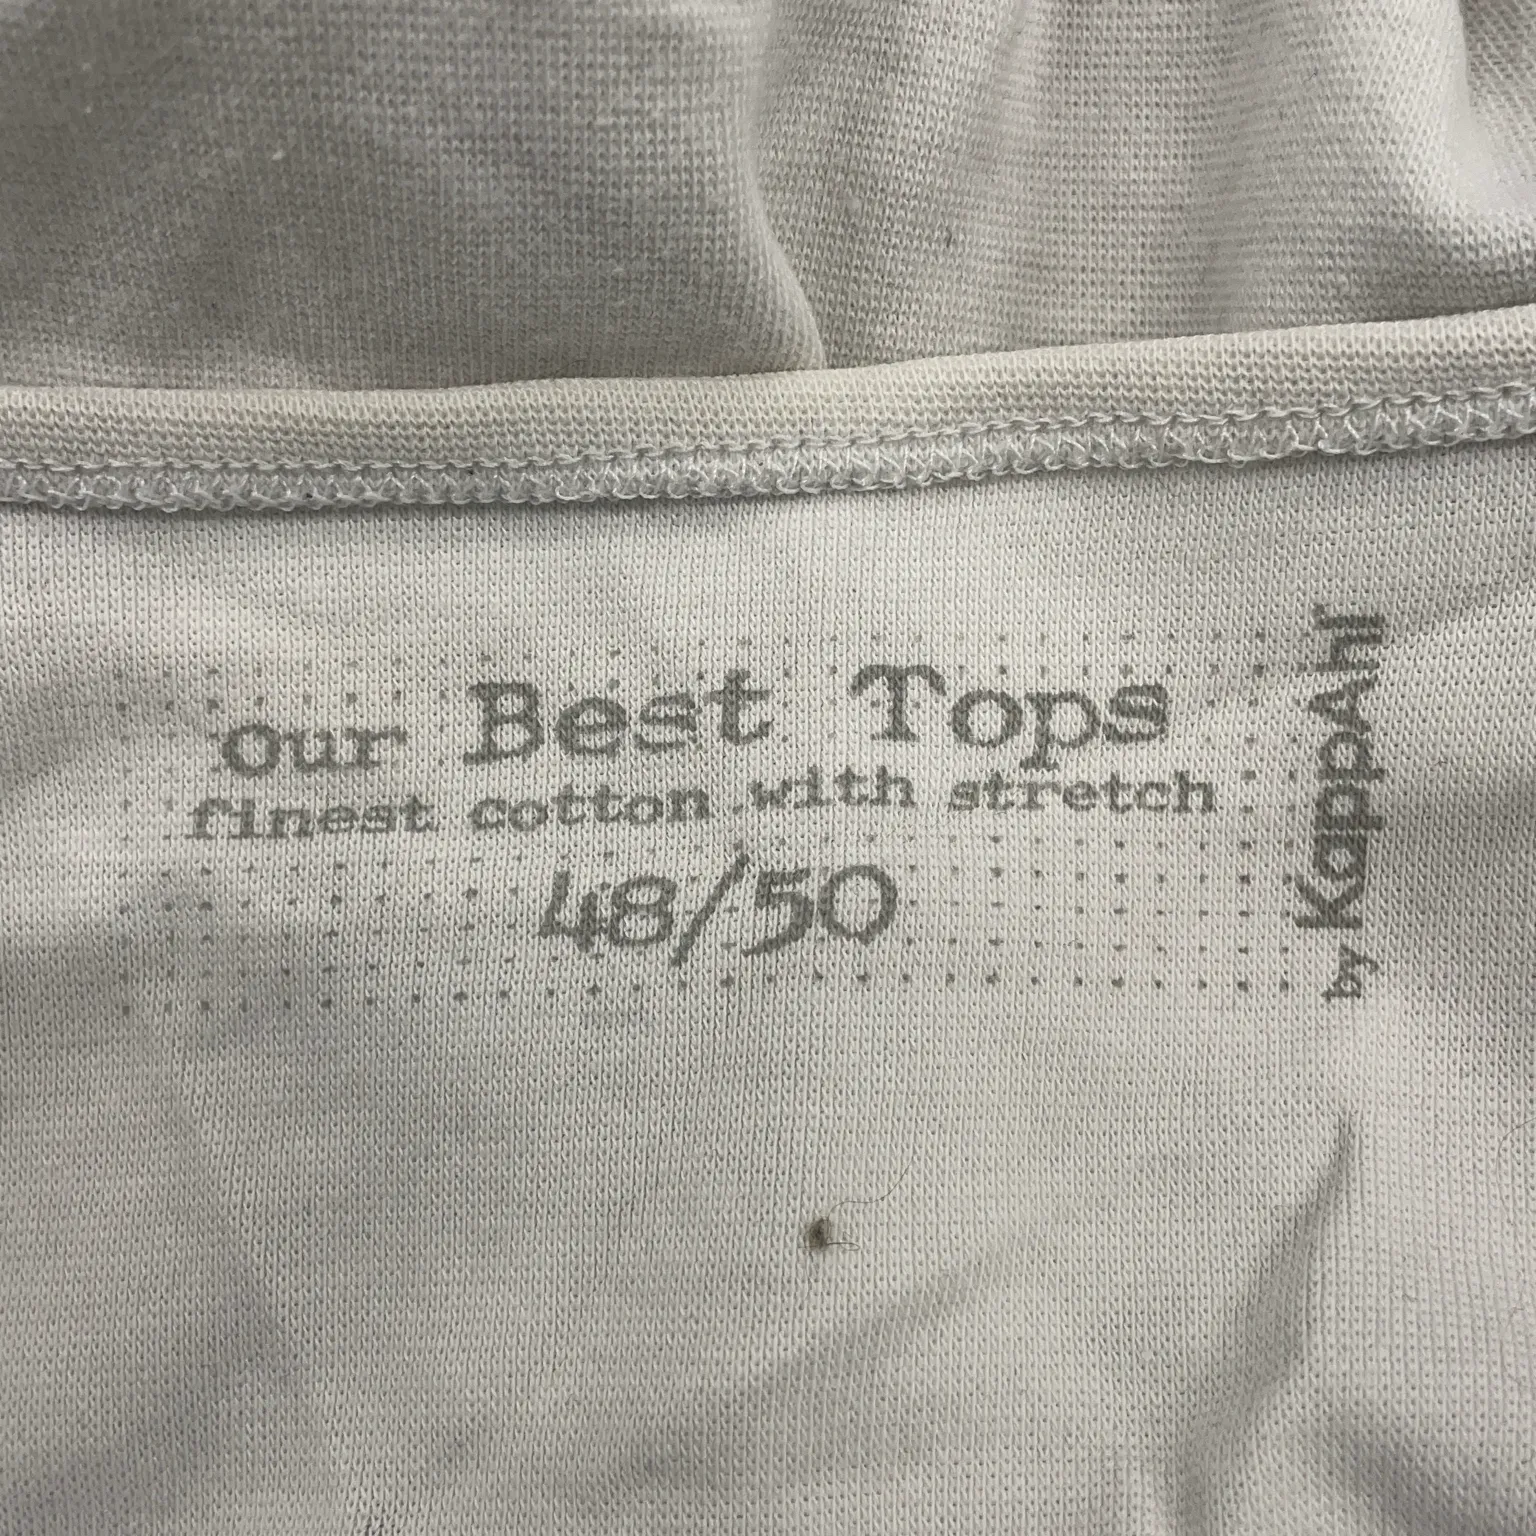 Our Best Tops
finest cotton with stretch
48/50
by KappAhl